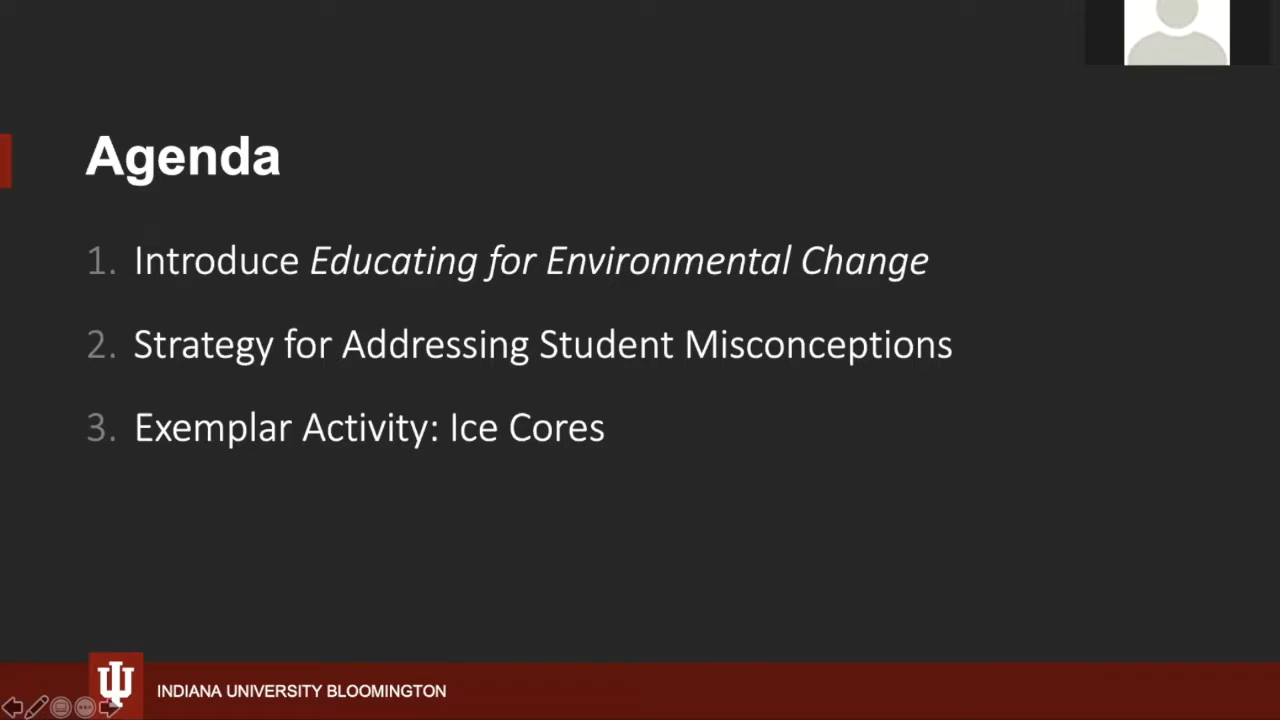 Agenda
1. Introduce Educating for Environmental Change
2. Strategy for Addressing Student Misconceptions
3. Exemplar Activity: Ice Cores
INDIANA UNIVERSITY BLOOMINGTON